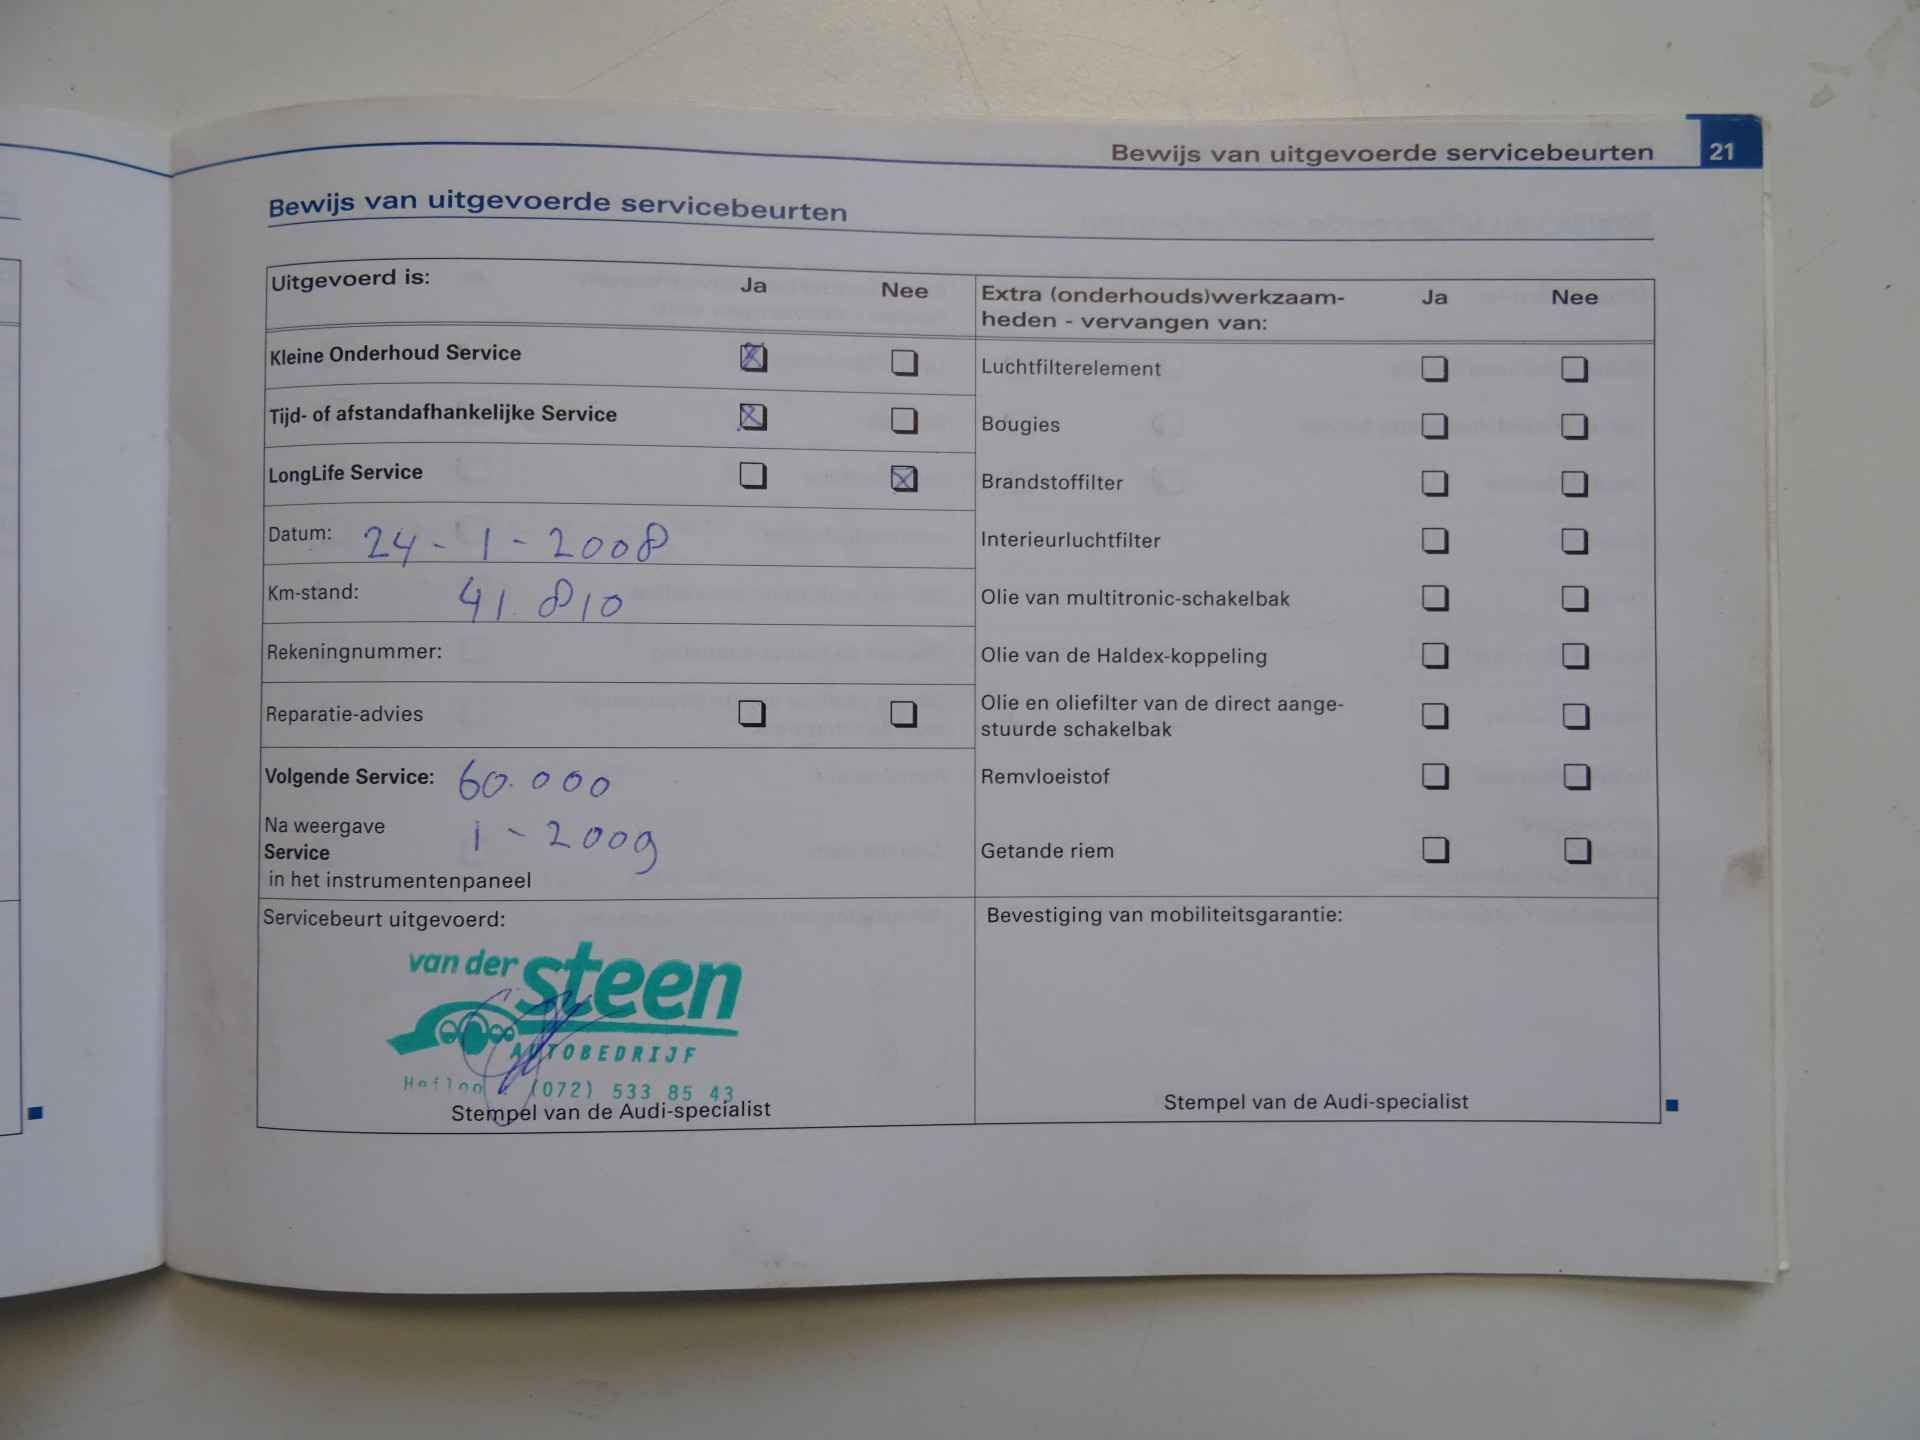 Bewijs van uitgevoerde servicebeurten 21
Bewijs van uitgevoerde servicebeurten
Uitgevoerd is: Ja Nee
Kleine Onderhoud Service
Tijd- of afstandafhankelijke Service
LongLife Service
Datum: 24-1-2008
Km-stand: 41.810
Rekeningnummer:
Reparatie-advies
Volgende Service: 60.000
Na weergave
Service
in het instrumentenpaneel
1-2009
Extra (onderhouds)werkzaam- Ja Nee
heden - vervangen van:
Luchtfilterelement
Bougies
Brandstoffilter
Interieurluchtfilter
Olie van multitronic-schakelbak
Olie van de Haldex-koppeling
Olie en oliefilter van de direct aange-
stuurde schakelbak
Remvloeistof
Getande riem
Servicebeurt uitgevoerd:
van der steen
AUTOBEDRIJF
(072) 533 85 43
Stempel van de Audi-specialist
Bevestiging van mobiliteitsgarantie:
Stempel van de Audi-specialist